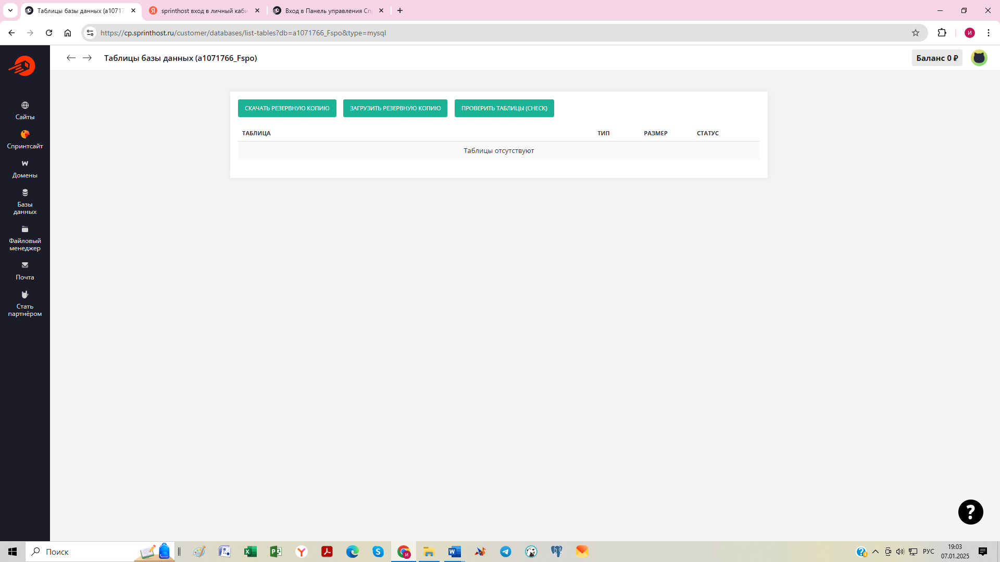 Таблицы базы данных (a10717
sprinthost вход в личный каби
Вход в Панель управления Сп
https://cp.sprinthost.ru/customer/databases/list-tables?db=a1071766_Fspo&type=mysql
И
Таблицы базы данных (a1071766_Fspo)
Баланс 0 ₽
Сайты
Спринтсайт
Домены
Базы
данных
Файловый
менеджер
Почта
Стать
партнёром
СКАЧАТЬ РЕЗЕРВНУЮ КОПИЮ
ЗАГРУЗИТЬ РЕЗЕРВНУЮ КОПИЮ
ПРОВЕРИТЬ ТАБЛИЦЫ (CHECK)
ТАБЛИЦА ТИП РАЗМЕР СТАТУС
Таблицы отсутствуют
?
Поиск
РУС
19:03
07.01.2025